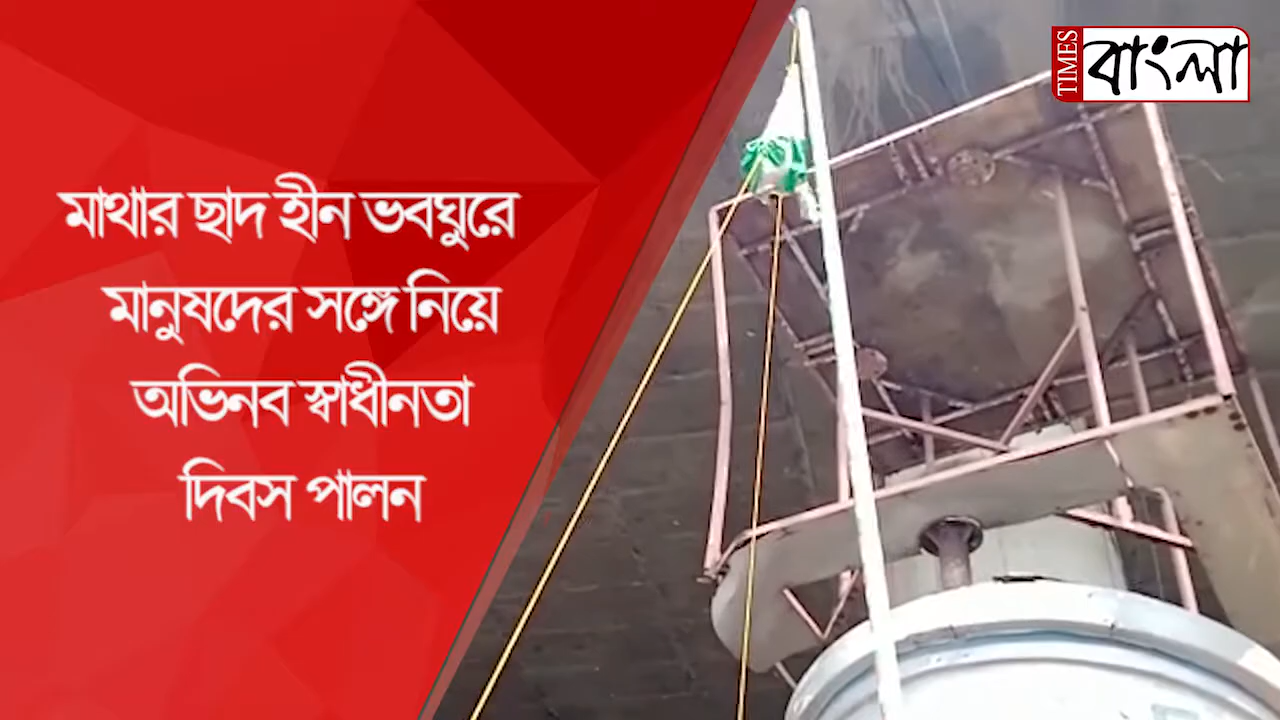 মাথার ছাদ হীন ভবঘুরে
মানুষদের সঙ্গে নিয়ে
অভিনব স্বাধীনতা
দিবস পালন
TIMES বাংলা